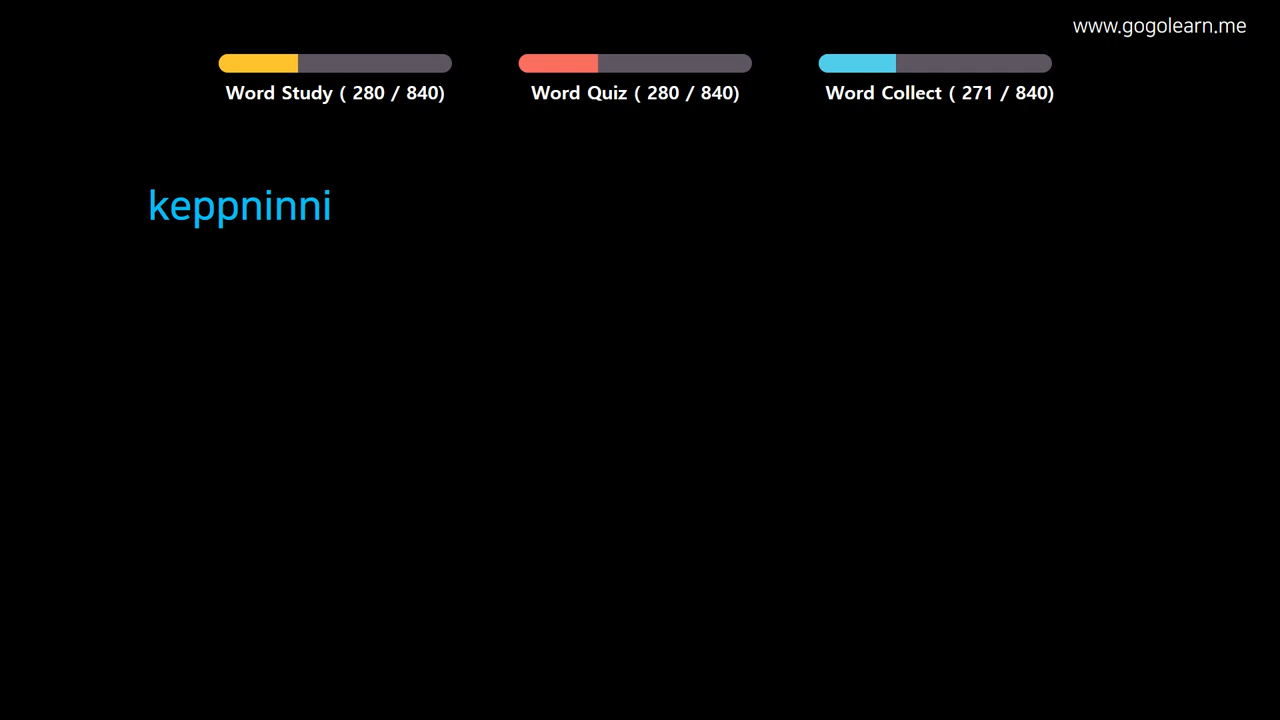 www.gogolearn.me
Word Study ( 280 / 840)
Word Quiz ( 280 / 840)
Word Collect ( 271 / 840)
keppninni